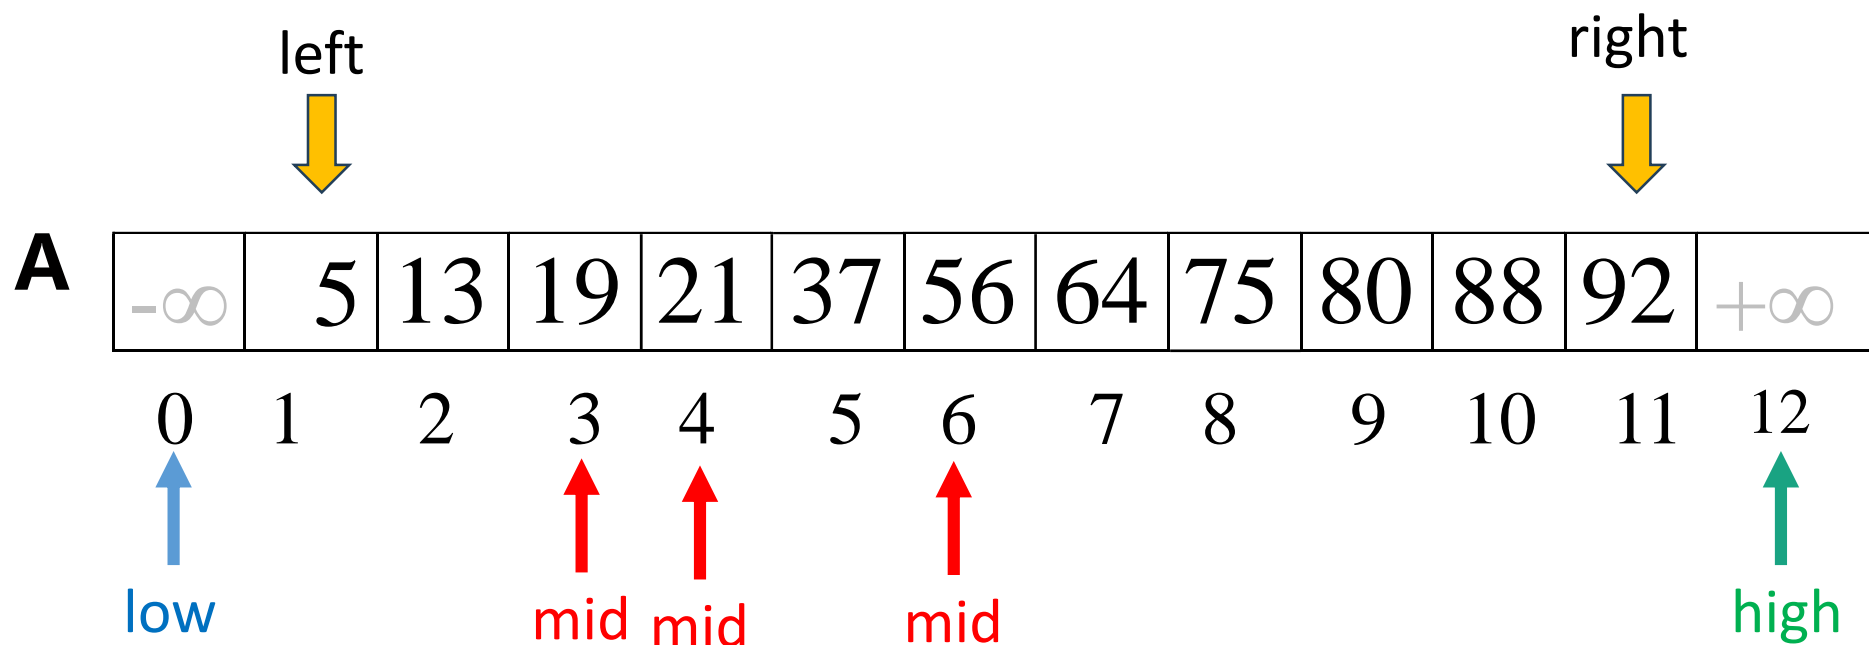 left right
A -∞ 5 13 19 21 37 56 64 75 80 88 92 +∞
0 1 2 3 4 5 6 7 8 9 10 11 12
low mid mid mid high